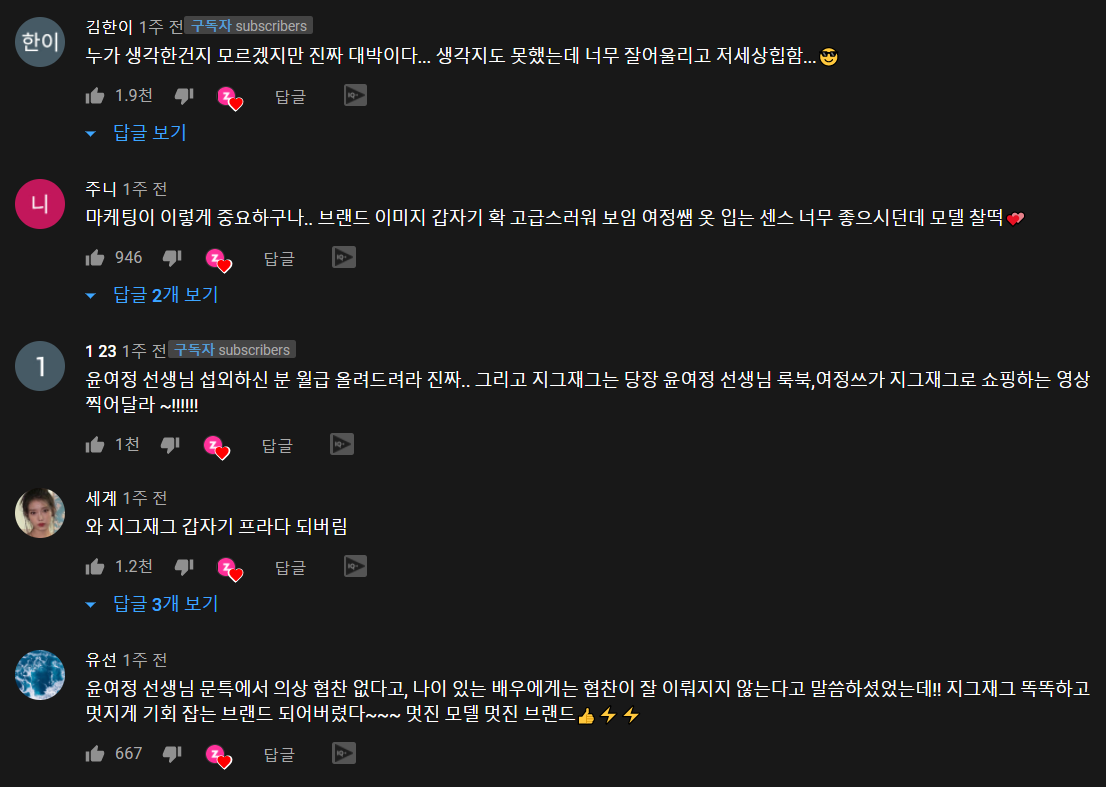 한이
김한이 1주 전 구독자 subscribers
누가 생각한건지 모르겠지만 진짜 대박이다... 생각지도 못했는데 너무 잘어울리고 저세상힙함...😎
1.9천 z 답글
답글 보기
니
주니 1주 전
마케팅이 이렇게 중요하구나.. 브랜드 이미지 갑자기 확 고급스러워 보임 여정쌤 옷 입는 센스 너무 좋으시던데 모델 찰떡💕
946 z 답글
답글 2개 보기
1
1 23 1주 전 구독자 subscribers
윤여정 선생님 섭외하신 분 월급 올려드려라 진짜.. 그리고 지그재그는 당장 윤여정 선생님 룩북,여정쓰가 지그재그로 쇼핑하는 영상
찍어달라 ~!!!!!!
1천 z 답글
세계 1주 전
와 지그재그 갑자기 프라다 되버림
1.2천 z 답글
답글 3개 보기
유선 1주 전
윤여정 선생님 문특에서 의상 협찬 없다고, 나이 있는 배우에게는 협찬이 잘 이뤄지지 않는다고 말씀하셨었는데!! 지그재그 똑똑하고
멋지게 기회 잡는 브랜드 되어버렸다~~~ 멋진 모델 멋진 브랜드👍⚡⚡
667 z 답글